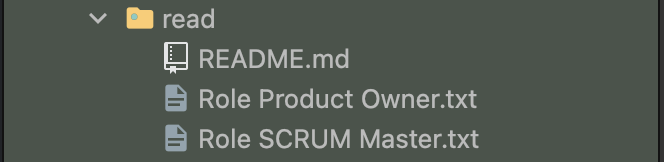 read
README.md
Role Product Owner.txt
Role SCRUM Master.txt